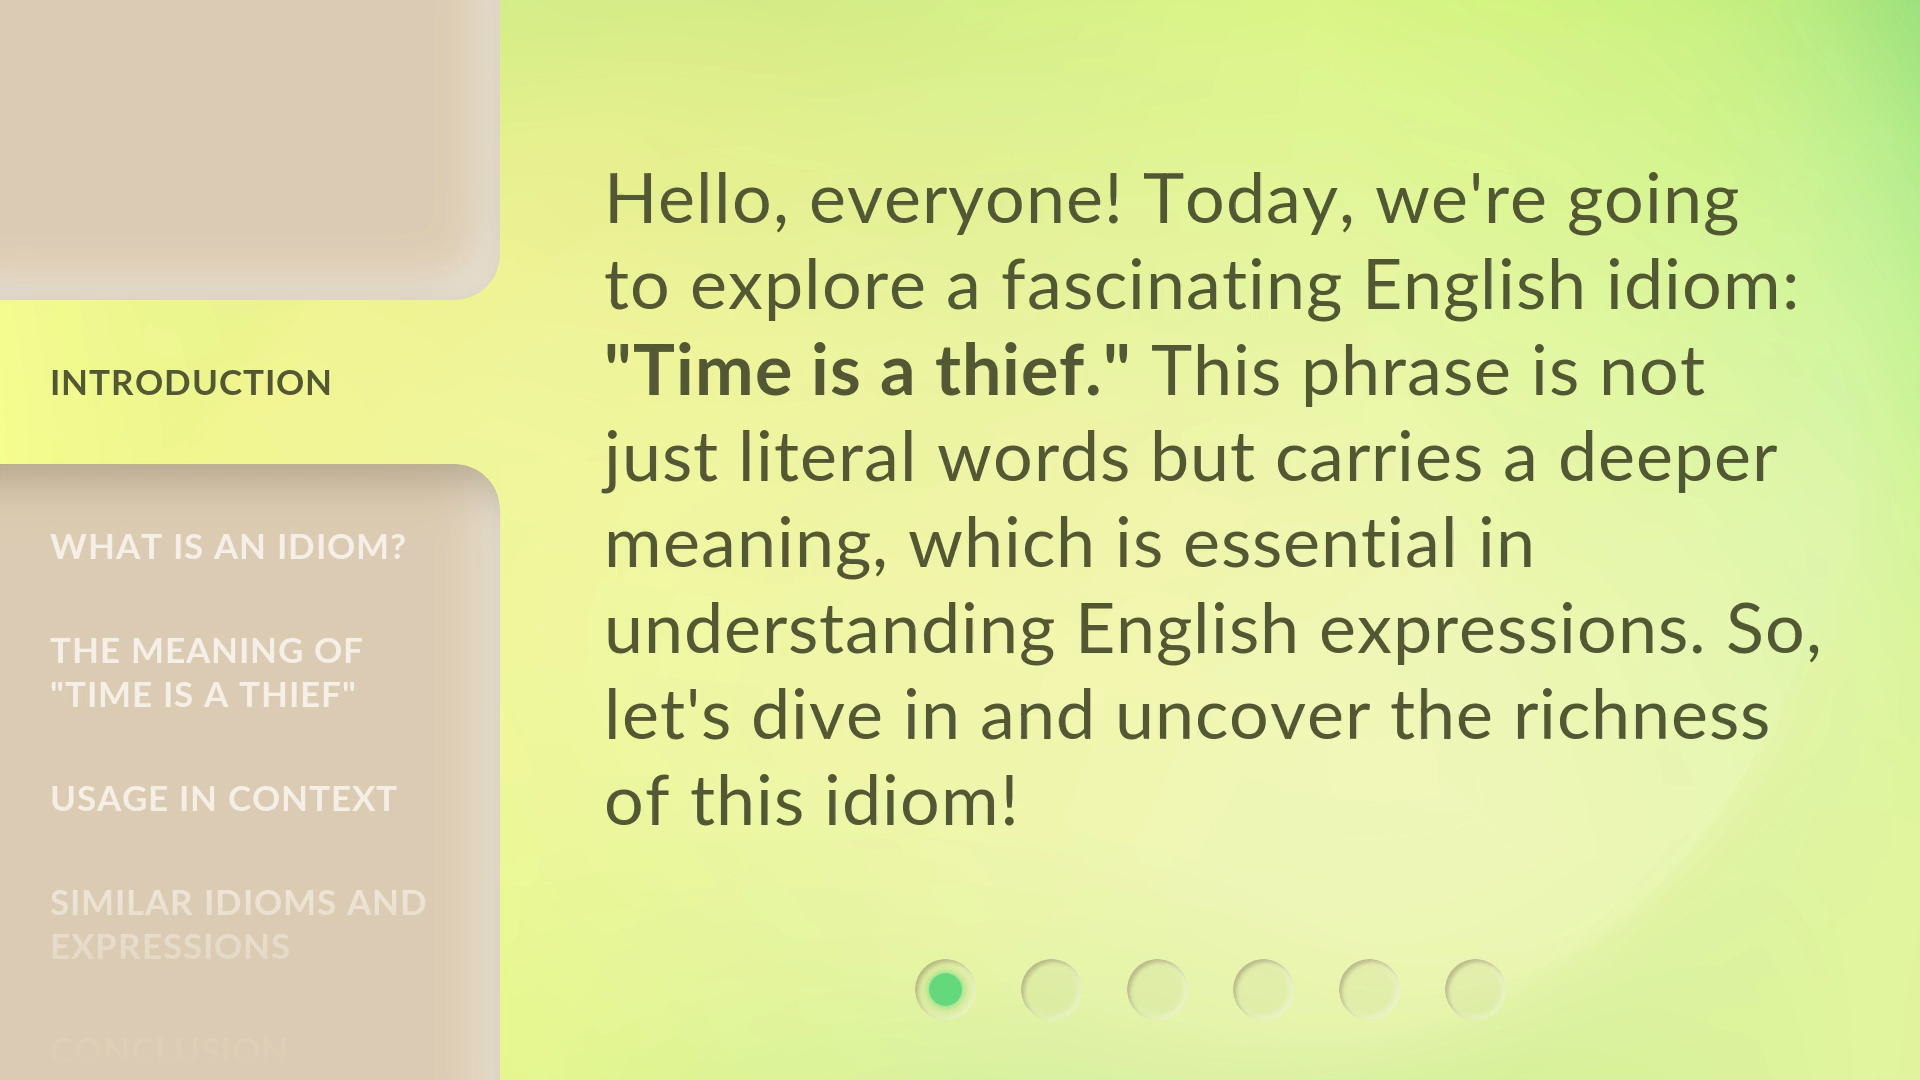 INTRODUCTION
WHAT IS AN IDIOM?
THE MEANING OF
"TIME IS A THIEF"
USAGE IN CONTEXT
SIMILAR IDIOMS AND
EXPRESSIONS
CONCLUSION
Hello, everyone! Today, we're going
to explore a fascinating English idiom:
"Time is a thief." This phrase is not
just literal words but carries a deeper
meaning, which is essential in
understanding English expressions. So,
let's dive in and uncover the richness
of this idiom!